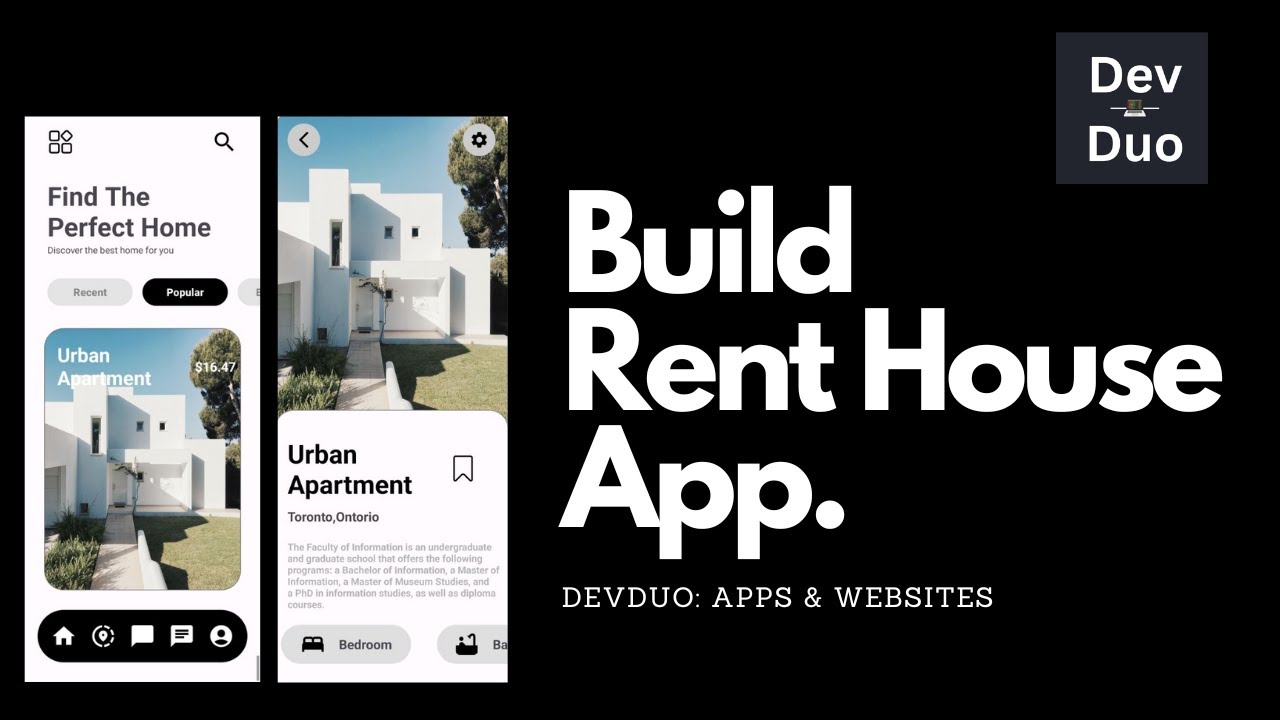 Dev
Duo
Find The
Perfect Home
Discover the best home for you
Recent
Popular
Urban
Apartment
$16.47
Urban
Apartment
Toronto,Ontorio
The Faculty of Information is an undergraduate
and graduate school that offers the following
programs: a Bachelor of Information, a Master of
Information, a Master of Museum Studies, and
a PhD in information studies, as well as diploma
courses.
Bedroom
Ba
Build
Rent House
App.
DEVDUO: APPS & WEBSITES